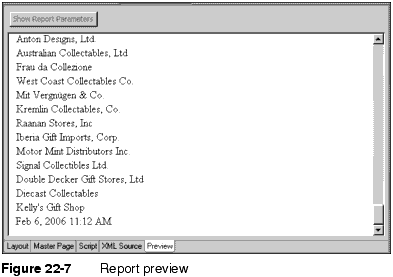 Show Report Parameters
Anton Designs, Ltd.
Australian Collectables, Ltd
Frau da Collezione
West Coast Collectables Co.
Mit Vergnügen & Co.
Kremlin Collectables, Co.
Raanan Stores, Inc
Iberia Gift Imports, Corp.
Motor Mint Distributors Inc.
Signal Collectibles Ltd.
Double Decker Gift Stores, Ltd
Diecast Collectables
Kelly's Gift Shop
Feb 6, 2006 11:12 AM
Layout Master Page Script XML Source Preview
Figure 22-7 Report preview